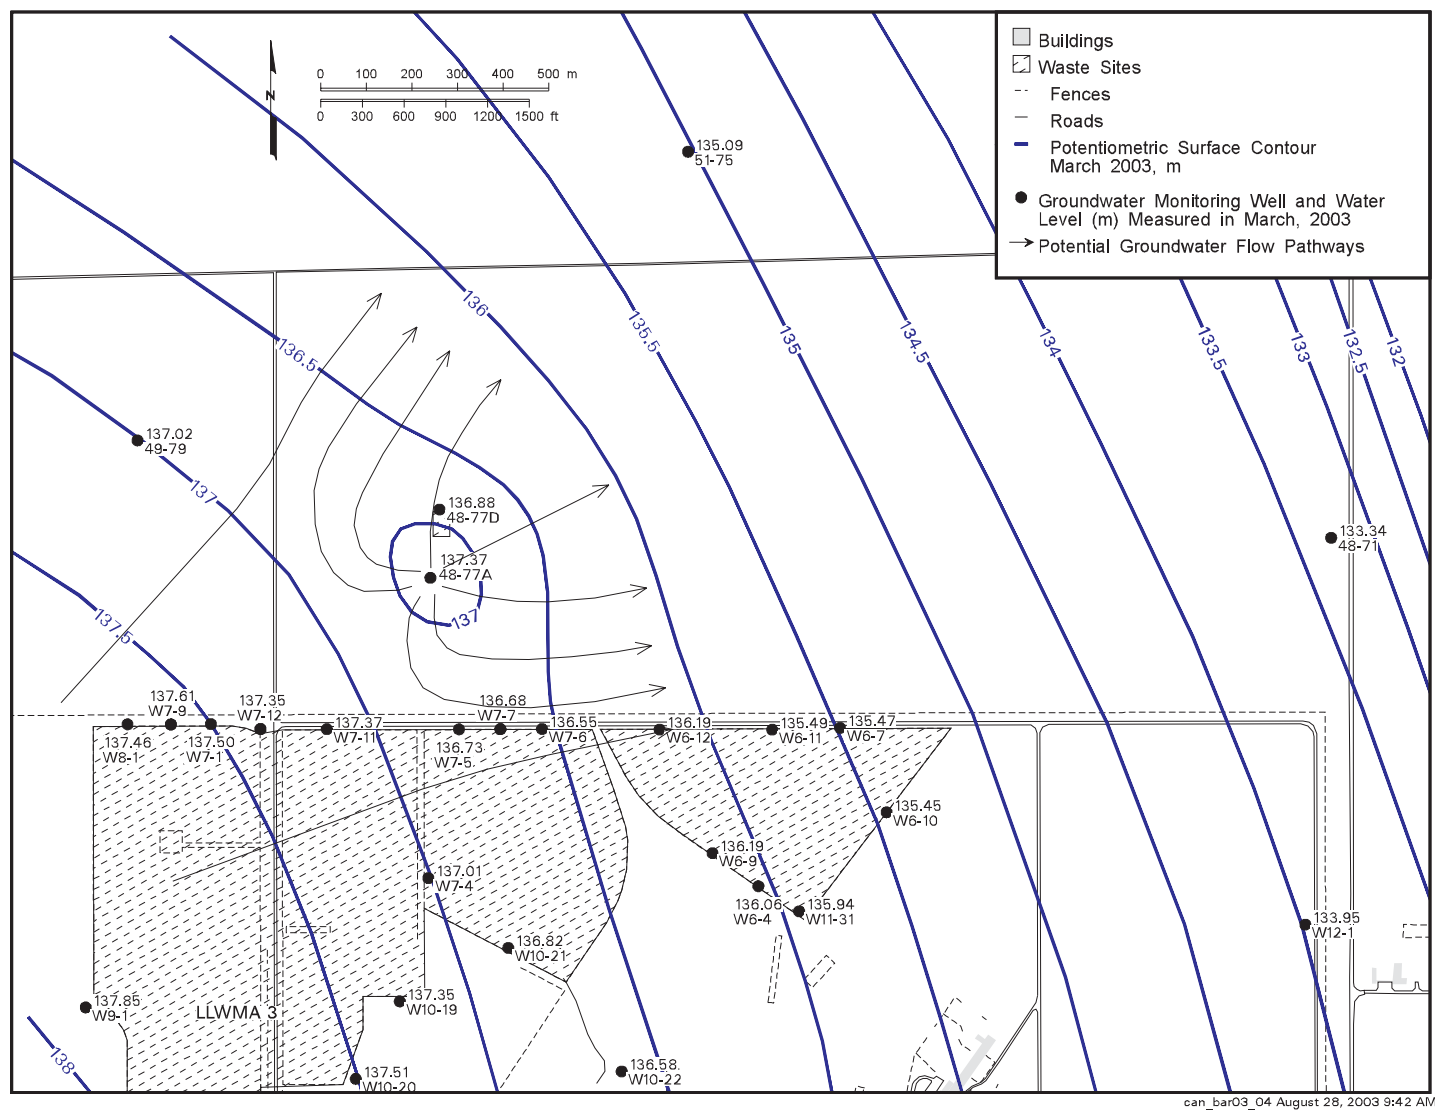 Buildings
Waste Sites
Fences
Roads
Potentiometric Surface Contour
March 2003, m
Groundwater Monitoring Well and Water
Level (m) Measured in March, 2003
Potential Groundwater Flow Pathways
N
0 100 200 300 400 500 m
0 300 600 900 1200 1500 ft
135.09
51-75
136
136.5
135.5
135
134.5
134
133.5
133
132.5
132
137.02
49-79
137
136.88
48-77D
133.34
48-71
137.37
48-77A
137
137.5
137.61
W7-9
137.35
W7-12
136.68
W7-7
137.46
W8-1
137.50
W7-1
137.37
W7-11
136.73
W7-5
136.55
W7-6
136.19
W6-12
135.49
W6-11
135.47
W6-7
135.45
W6-10
136.19
W6-9
137.01
W7-4
136.06
W6-4
135.94
W11-31
133.95
W12-1
136.82
W10-21
137.85
W9-1
LLWMA 3
137.35
W10-19
138
137.51
W10-20
136.58
W10-22
can_bar03_04 August 28, 2003 9:42 AM